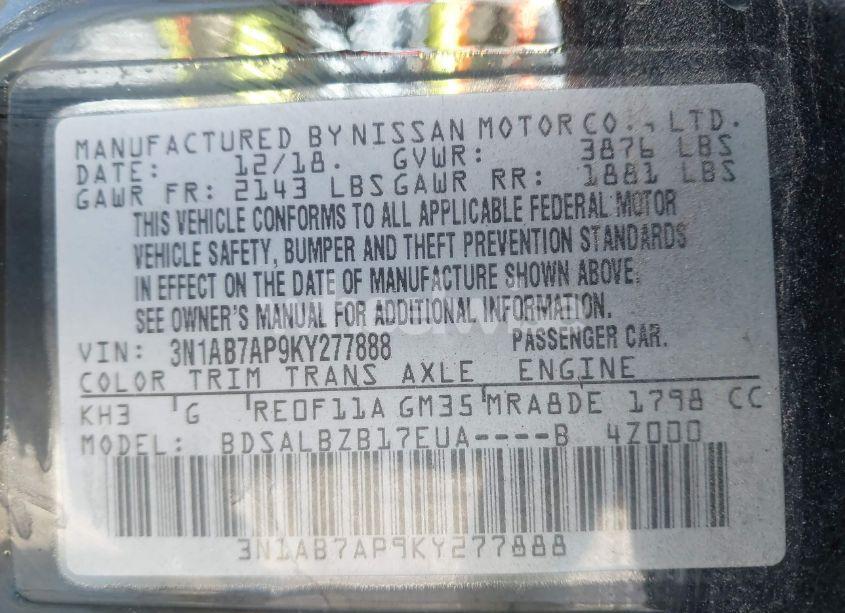 MANUFACTURED BY NISSAN MOTOR CO., LTD.
DATE: 12/18. GVWR: 3876 LBS
GAWR FR: 2143 LBS GAWR RR: 1881 LBS
THIS VEHICLE CONFORMS TO ALL APPLICABLE FEDERAL MOTOR
VEHICLE SAFETY, BUMPER AND THEFT PREVENTION STANDARDS
IN EFFECT ON THE DATE OF MANUFACTURE SHOWN ABOVE.
SEE OWNER'S MANUAL FOR ADDITIONAL INFORMATION.
VIN: 3N1AB7AP9KY277888 PASSENGER CAR.
COLOR TRIM TRANS AXLE ENGINE
KH3 G RE0F11A GM35 MRA8DE 1798 CC
MODEL: BDSALBZB17EUA----B 4Z000
3N1AB7AP9KY277888